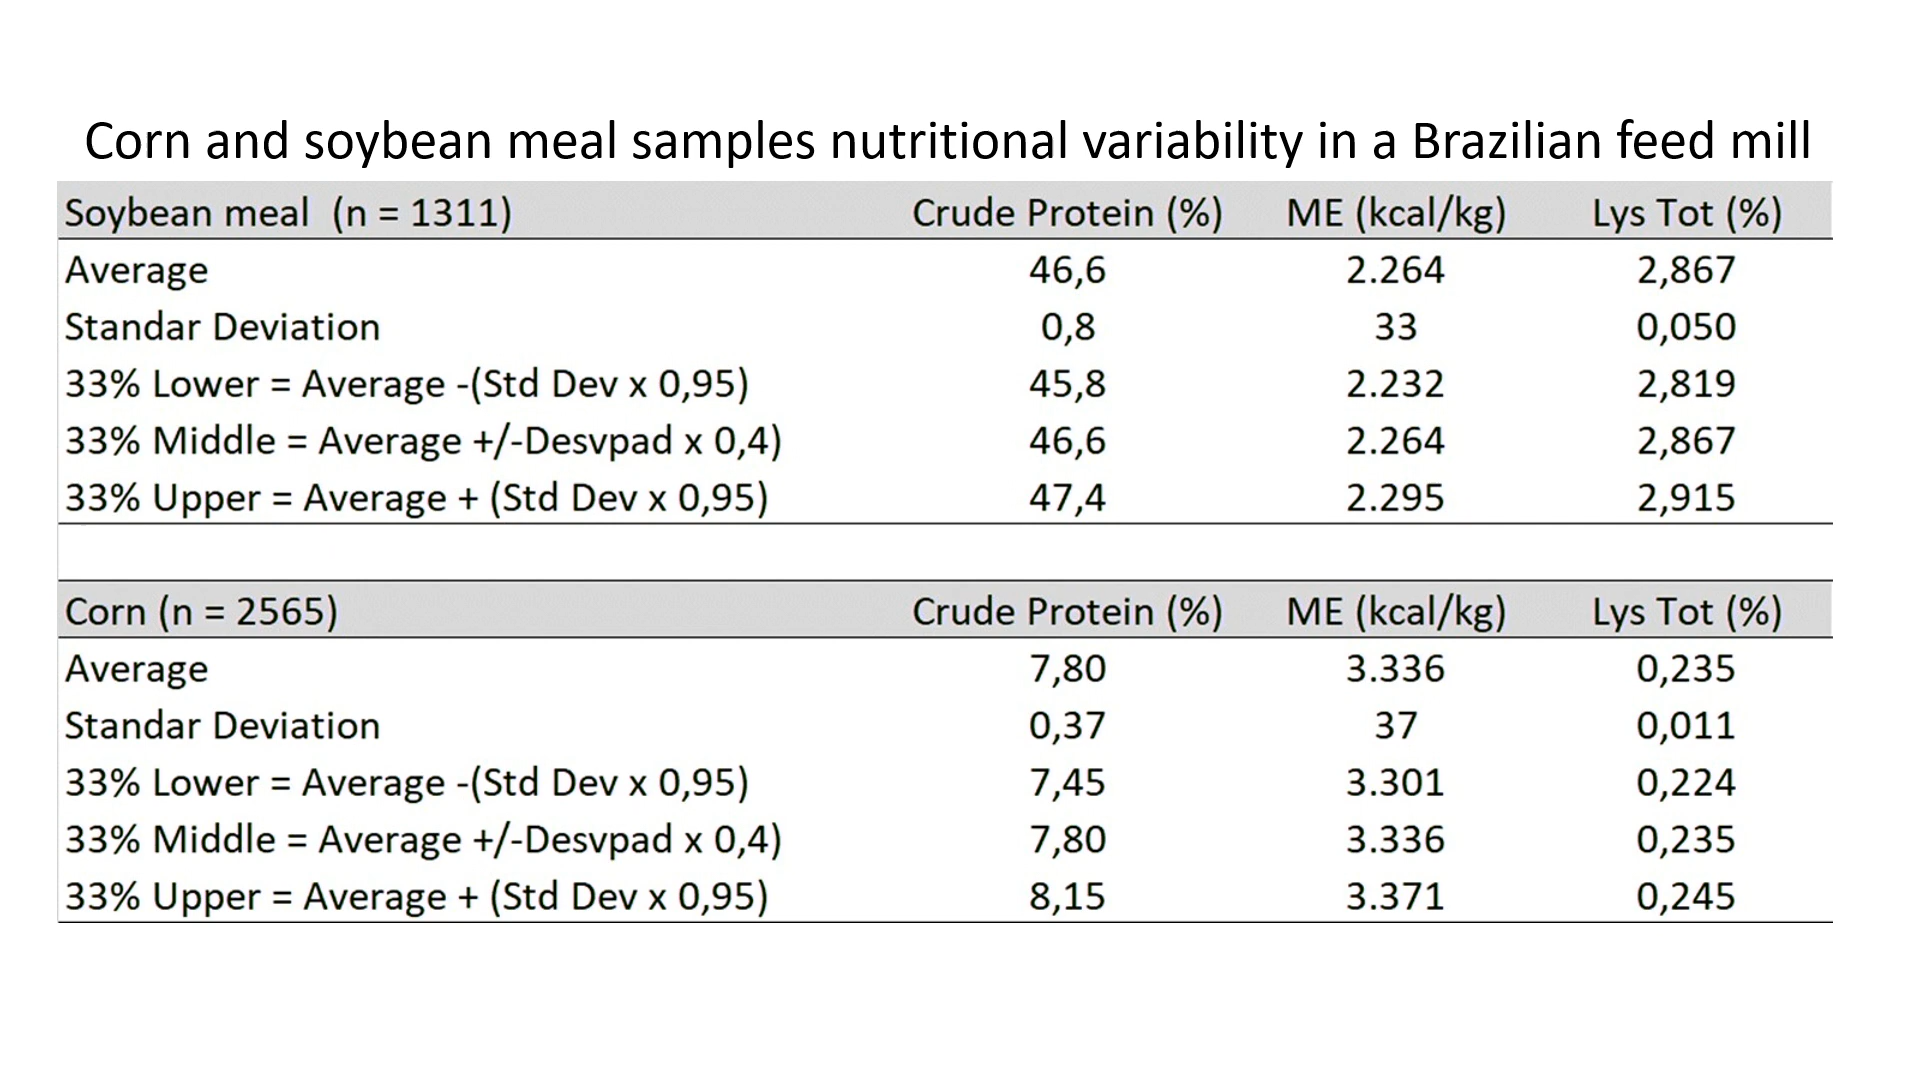 Corn and soybean meal samples nutritional variability in a Brazilian feed mill
Soybean meal (n = 1311) Crude Protein (%) ME (kcal/kg) Lys Tot (%)
Average 46,6 2.264 2,867
Standar Deviation 0,8 33 0,050
33% Lower = Average -(Std Dev x 0,95) 45,8 2.232 2,819
33% Middle = Average +/-Desvpad x 0,4) 46,6 2.264 2,867
33% Upper = Average + (Std Dev x 0,95) 47,4 2.295 2,915
Corn (n = 2565) Crude Protein (%) ME (kcal/kg) Lys Tot (%)
Average 7,80 3.336 0,235
Standar Deviation 0,37 37 0,011
33% Lower = Average -(Std Dev x 0,95) 7,45 3.301 0,224
33% Middle = Average +/-Desvpad x 0,4) 7,80 3.336 0,235
33% Upper = Average + (Std Dev x 0,95) 8,15 3.371 0,245